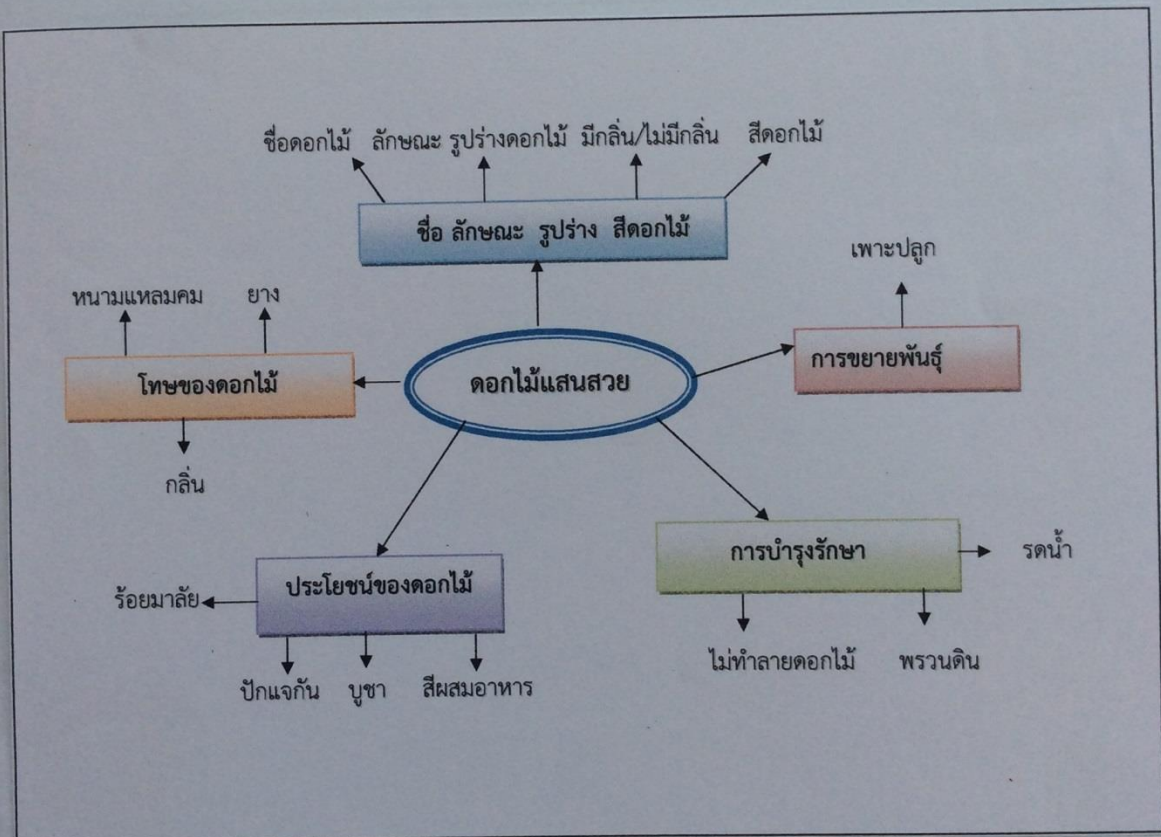 ชื่อดอกไม้ ลักษณะ รูปร่างดอกไม้ มีกลิ่น/ไม่มีกลิ่น สีดอกไม้
ชื่อ ลักษณะ รูปร่าง สีดอกไม้
เพาะปลูก
หนามแหลมคม ยาง
การขยายพันธุ์
โทษของดอกไม้
ดอกไม้แสนสวย
กลิ่น
การบำรุงรักษา
รดน้ำ
ประโยชน์ของดอกไม้
ร้อยมาลัย
ไม่ทำลายดอกไม้ พรวนดิน
ปักแจกัน บูชา สีผสมอาหาร